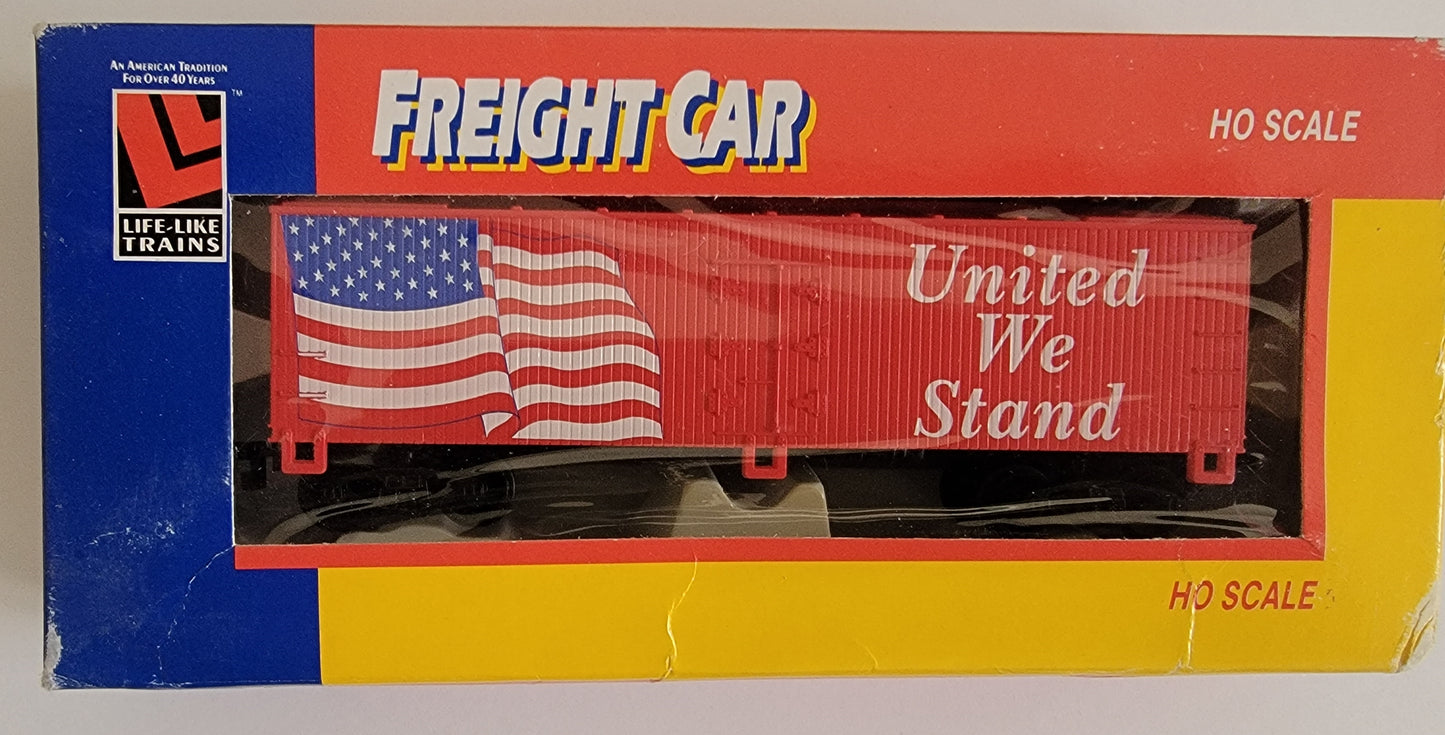 An American Tradition
For Over 40 Years
TM
LIFE-LIKE
TRAINS
FREIGHT CAR
HO SCALE
United
We
Stand
HO SCALE